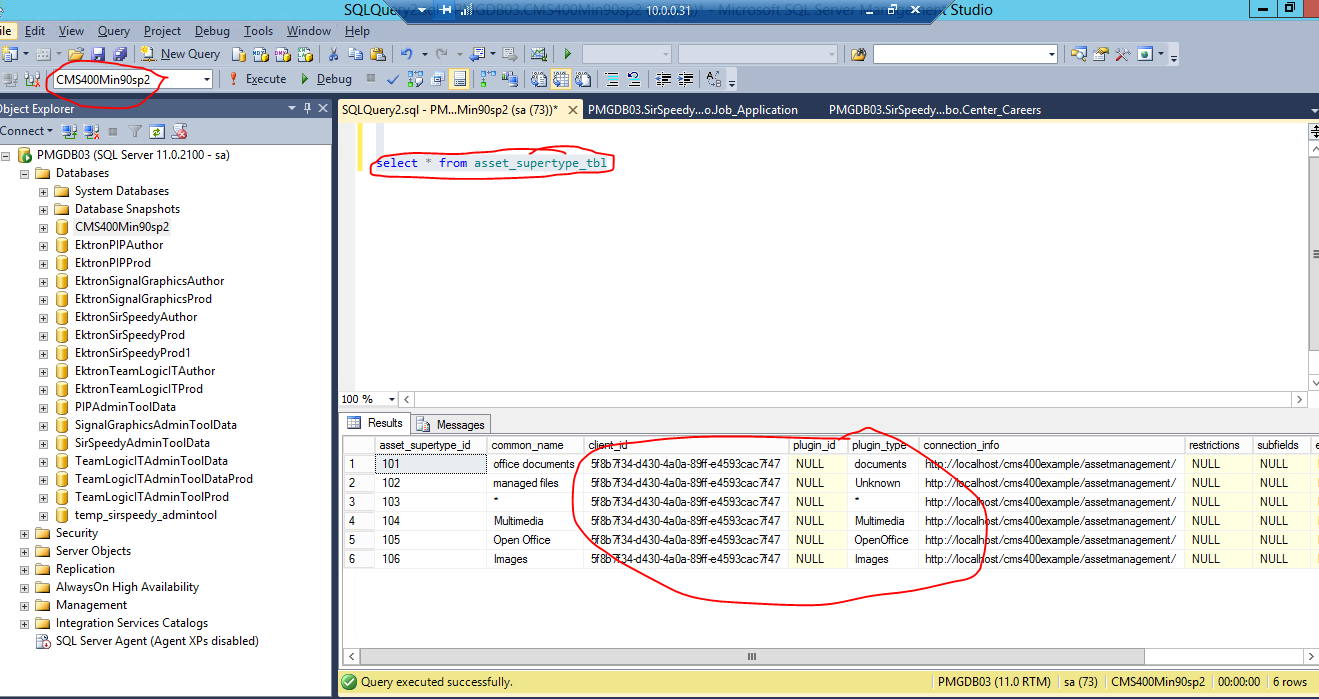 SQLQuery2.sql - PMGDB03.CMS400Min90sp2 10.0.0.31 - Microsoft SQL Server Management Studio
ile Edit View Query Project Debug Tools Window Help
New Query
CMS400Min90sp2 Execute Debug
Object Explorer
SQLQuery2.sql - PM...Min90sp2 (sa (73))* PMGDB03.SirSpeedy...o.Job_Application PMGDB03.SirSpeedy...bo.Center_Careers
Connect
PMGDB03 (SQL Server 11.0.2100 - sa)
Databases
System Databases
Database Snapshots
CMS400Min90sp2
EktronPIPAuthor
EktronPIPProd
EktronSignalGraphicsAuthor
EktronSignalGraphicsProd
EktronSirSpeedyAuthor
EktronSirSpeedyProd
EktronSirSpeedyProd1
EktronTeamLogicITAuthor
EktronTeamLogicITProd
PIPAdminToolData
SignalGraphicsAdminToolData
SirSpeedyAdminToolData
TeamLogicITAdminToolData
TeamLogicITAdminToolDataProd
TeamLogicITAdminToolProd
temp_sirspeedy_admintool
Security
Server Objects
Replication
AlwaysOn High Availability
Management
Integration Services Catalogs
SQL Server Agent (Agent XPs disabled)
select * from asset_supertype_tbl
100 %
Results Messages
asset_supertype_id common_name client_id plugin_id plugin_type connection_info restrictions subfields e
1 101 office documents 5f8b7f34-d430-4a0a-89ff-e4593cac7f47 NULL documents http://localhost/cms400example/assetmanagement/ NULL NULL
2 102 managed files 5f8b7f34-d430-4a0a-89ff-e4593cac7f47 NULL Unknown http://localhost/cms400example/assetmanagement/ NULL NULL
3 103 * 5f8b7f34-d430-4a0a-89ff-e4593cac7f47 NULL * http://localhost/cms400example/assetmanagement/ NULL NULL
4 104 Multimedia 5f8b7f34-d430-4a0a-89ff-e4593cac7f47 NULL Multimedia http://localhost/cms400example/assetmanagement/ NULL NULL
5 105 Open Office 5f8b7f34-d430-4a0a-89ff-e4593cac7f47 NULL OpenOffice http://localhost/cms400example/assetmanagement/ NULL NULL
6 106 Images 5f8b7f34-d430-4a0a-89ff-e4593cac7f47 NULL Images http://localhost/cms400example/assetmanagement/ NULL NULL
Query executed successfully. PMGDB03 (11.0 RTM) sa (73) CMS400Min90sp2 00:00:00 6 rows